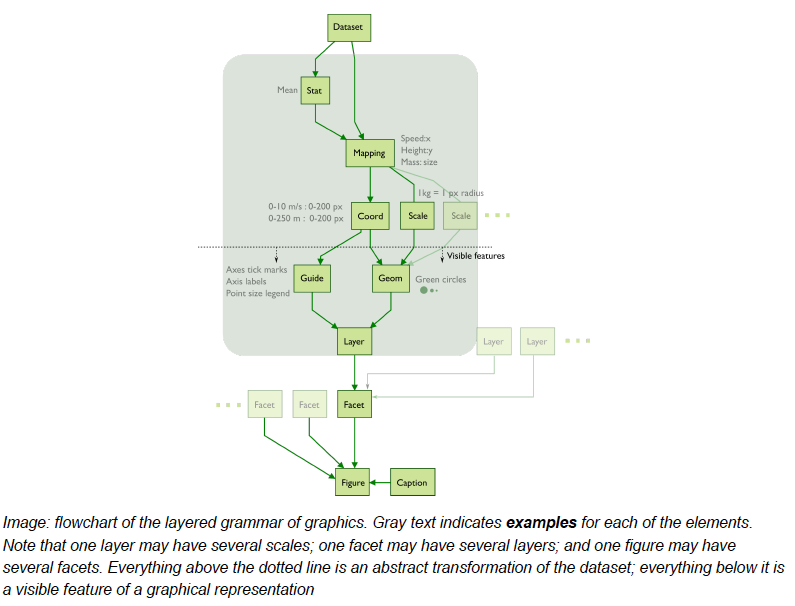 Dataset
Mean
Stat
Mapping
Speed:x
Height:y
Mass: size
1kg = 1 px radius
0-10 m/s : 0-200 px
0-250 m : 0-200 px
Coord
Scale
Scale
Visible features
Axes tick marks
Axis labels
Point size legend
Guide
Geom
Green circles
Layer
Layer
Layer
Facet
Facet
Facet
Figure
Caption
Image: flowchart of the layered grammar of graphics. Gray text indicates examples for each of the elements.
Note that one layer may have several scales; one facet may have several layers; and one figure may have
several facets. Everything above the dotted line is an abstract transformation of the dataset; everything below it is
a visible feature of a graphical representation